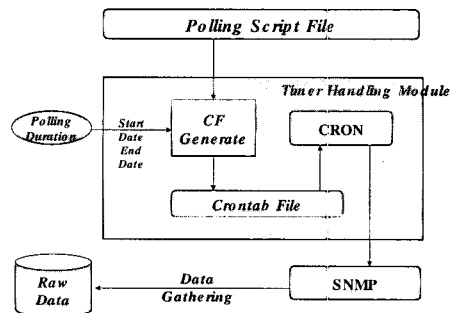 Polling Script File
Timer Handling Module
Polling
Duration
Start
Date
End
Date
CF
Generate
CRON
Crontab File
Raw
Data
Data
Gathering
SNMP